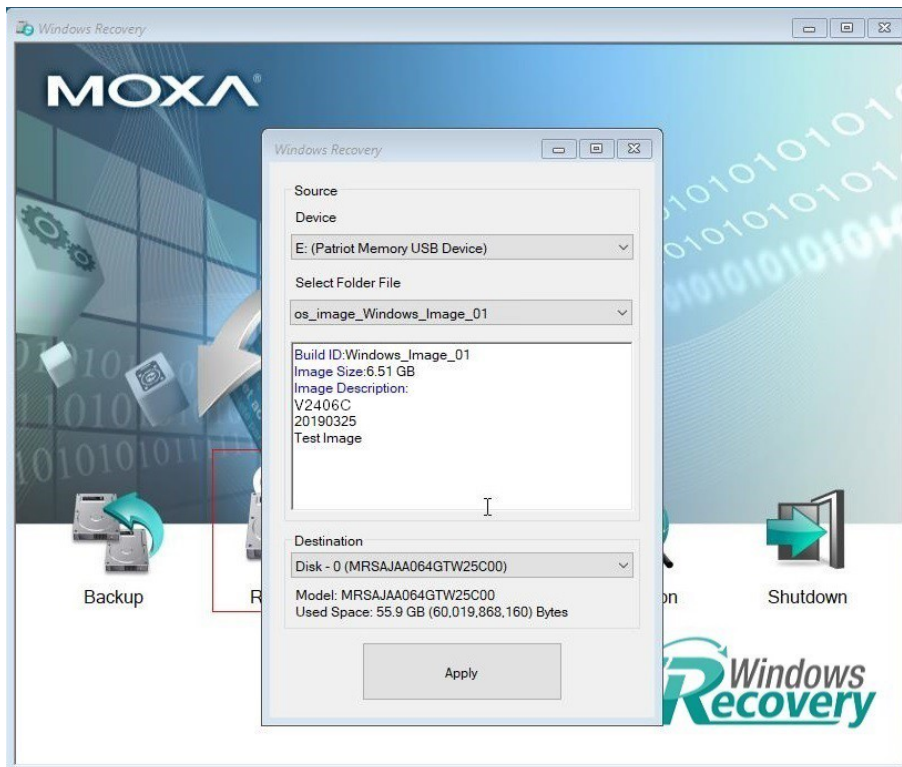 Windows Recovery
MOXA®
Windows Recovery
Source
Device
E: (Patriot Memory USB Device)
Select Folder File
os_image_Windows_Image_01
Build ID:Windows_Image_01
Image Size:6.51 GB
Image Description:
V2406C
20190325
Test Image
Destination
Disk - 0 (MRSAJAA064GTW25C00)
Model: MRSAJAA064GTW25C00
Used Space: 55.9 GB (60,019,868,160) Bytes
Apply
Backup
R
on
Shutdown
Windows
Recovery